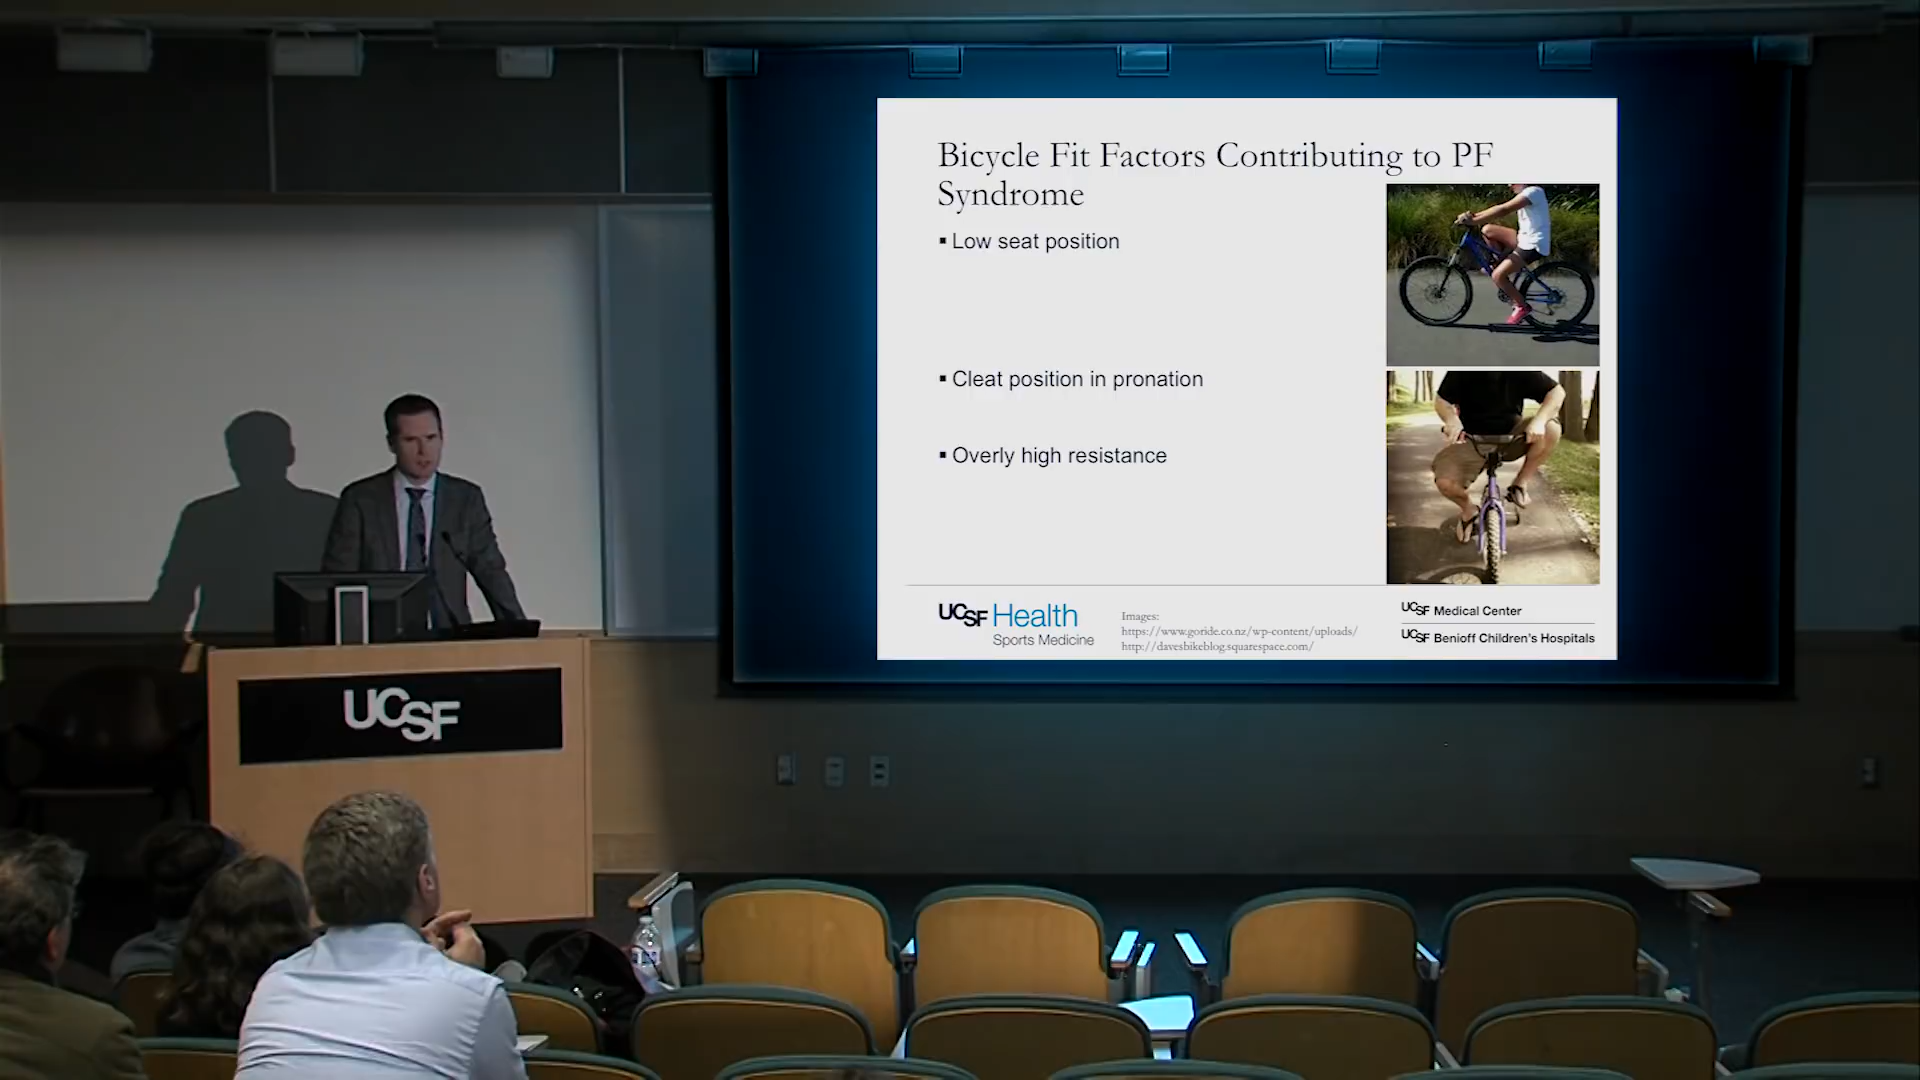 Bicycle Fit Factors Contributing to PF
Syndrome
▪ Low seat position
▪ Cleat position in pronation
▪ Overly high resistance
UCSF Health
Sports Medicine
Images:
https://www.goride.co.nz/wp-content/uploads/
http://davesbikeblog.squarespace.com/
UCSF Medical Center
UCSF Benioff Children's Hospitals
UCSF